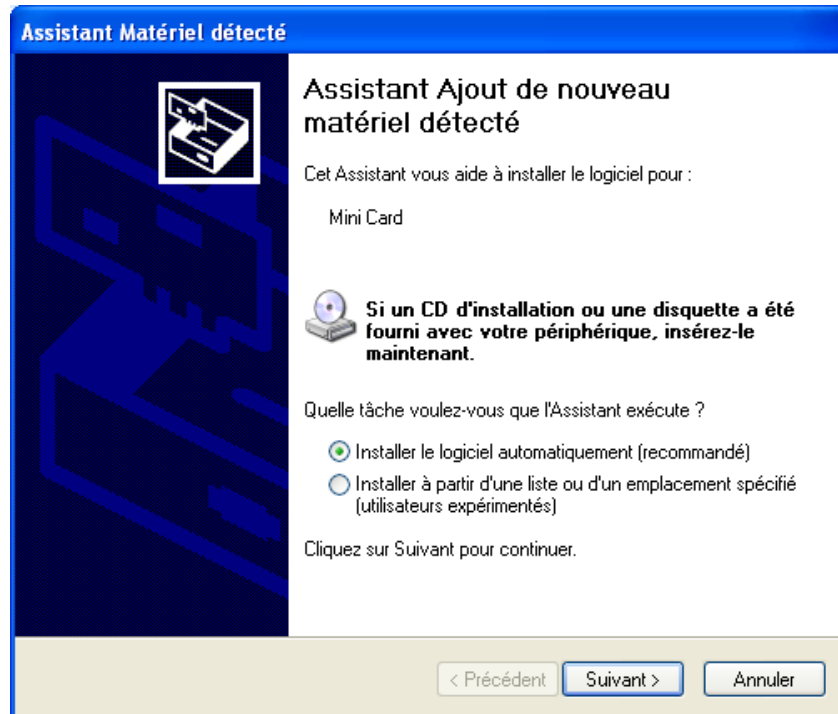 Assistant Matériel détecté
Assistant Ajout de nouveau
matériel détecté
Cet Assistant vous aide à installer le logiciel pour :
Mini Card
Si un CD d'installation ou une disquette a été
fourni avec votre périphérique, insérez-le
maintenant.
Quelle tâche voulez-vous que l'Assistant exécute ?
Installer le logiciel automatiquement (recommandé)
Installer à partir d'une liste ou d'un emplacement spécifié
(utilisateurs expérimentés)
Cliquez sur Suivant pour continuer.
< Précédent Suivant > Annuler